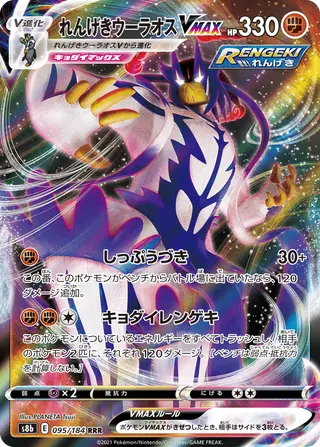 V進化
れんげきウーラオスVMAX HP330
れんげきウーラオスVから進化
キョダイマックス
RENGEKI
れんげき
しっぷうづき 30+
この番、このポケモンがベンチからバトル場に出ていたなら、120
ダメージ追加。
キョダイレンゲキ
このポケモンについているエネルギーをすべてトラッシュし、相手
のポケモン2匹に、それぞれ120ダメージ。[ベンチは弱点・抵抗力
を計算しない。]
弱点 ×2 抵抗力 にげる
Illus. PLANETA Tsuji
VMAXルール
ポケモンVMAXがきぜつしたとき、相手はサイドを3枚とる。
s8b E 095/184 RRR
©2021 Pokémon/Nintendo/Creatures/GAME FREAK.